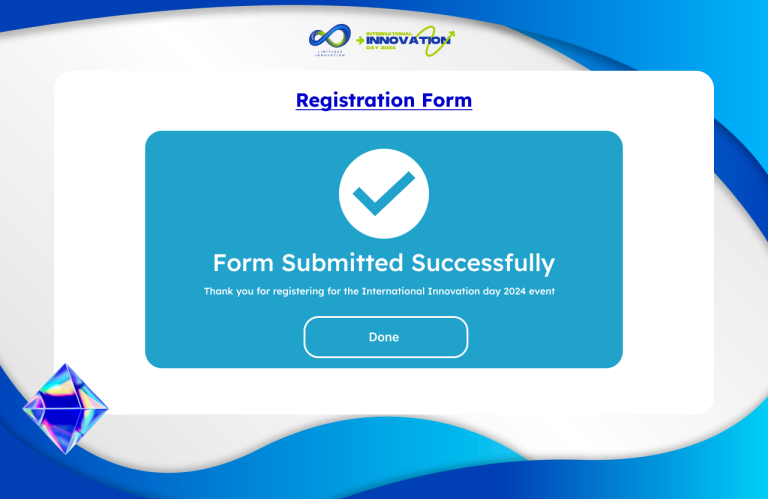 LIMITLESS
INNOVATION
INTERNATIONAL
INNOVATION
DAY 2024
Registration Form
Form Submitted Successfully
Thank you for registering for the International Innovation day 2024 event
Done